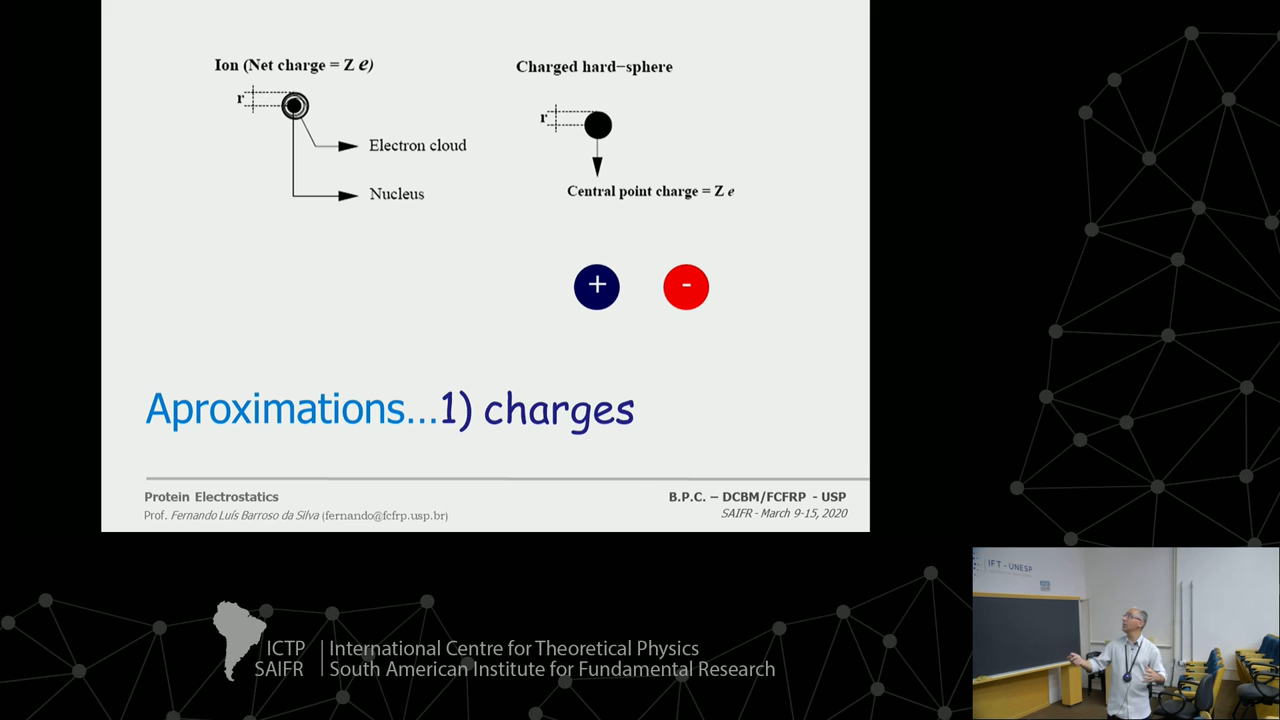 Ion (Net charge = Z e)
r
Electron cloud
Nucleus
Charged hard-sphere
r
Central point charge = Z e
+
-
Aproximations...1) charges
Protein Electrostatics
Prof. Fernando Luís Barroso da Silva (fernando@fcfrp.usp.br)
B.P.C. – DCBM/FCFRP - USP
SAIFR - March 9-15, 2020
IFT - UNESP
ICTP
SAIFR
International Centre for Theoretical Physics
South American Institute for Fundamental Research